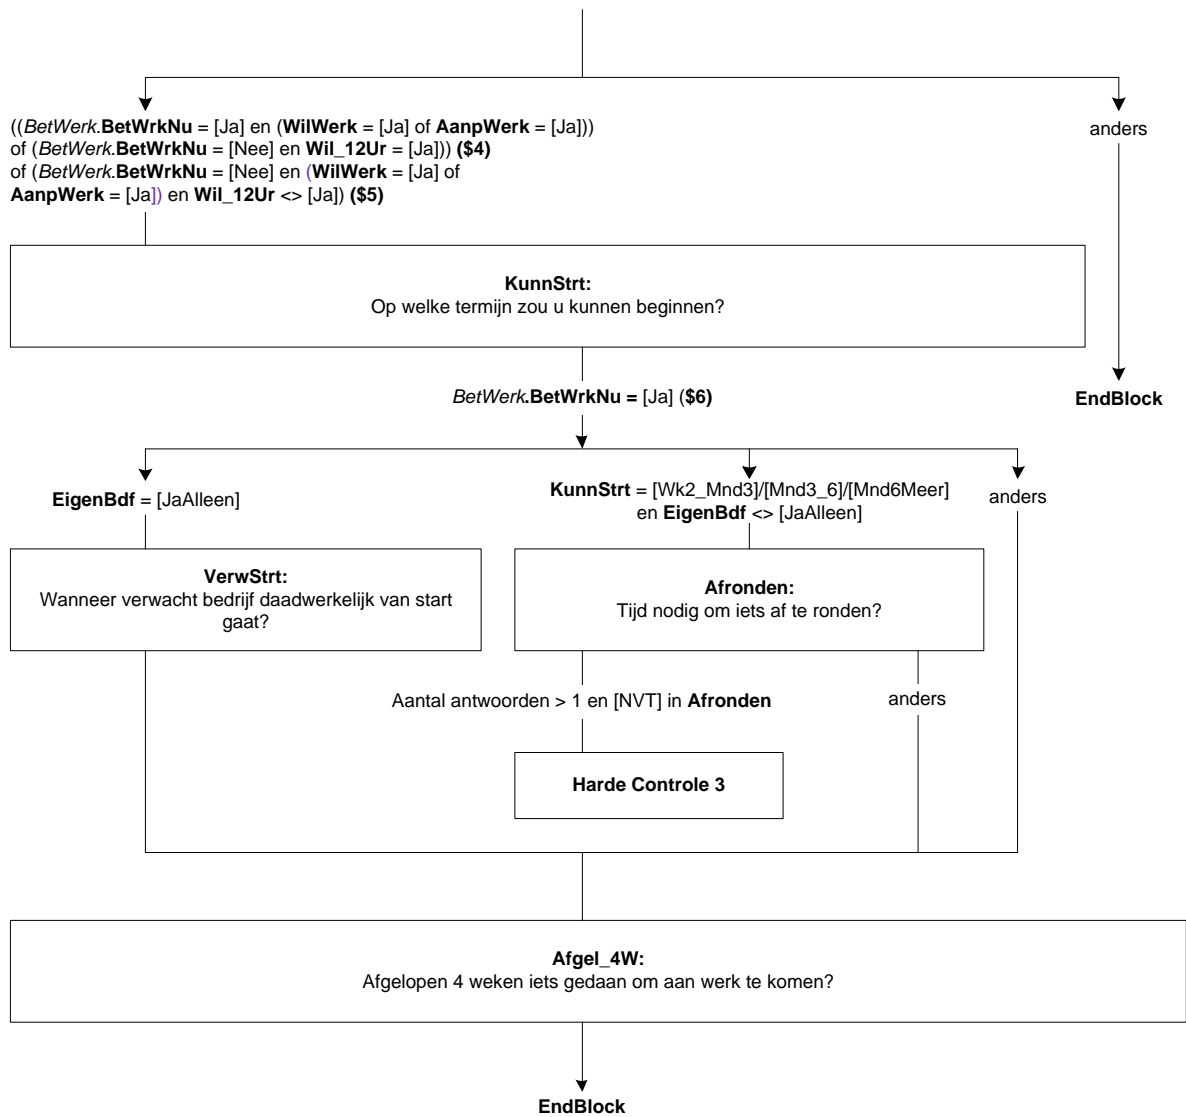 ((BetWerk.BetWrkNu = [Ja] en (WilWerk = [Ja] of AanpWerk = [Ja]))
of (BetWerk.BetWrkNu = [Nee] en Wil_12Ur = [Ja])) ($4)
of (BetWerk.BetWrkNu = [Nee] en (WilWerk = [Ja] of
AanpWerk = [Ja]) en Wil_12Ur <> [Ja]) ($5)
anders
KunnStrt:
Op welke termijn zou u kunnen beginnen?
BetWerk.BetWrkNu = [Ja] ($6)
EndBlock
EigenBdf = [JaAlleen]
KunnStrt = [Wk2_Mnd3]/[Mnd3_6]/[Mnd6Meer]
en EigenBdf <> [JaAlleen]
anders
VerwStrt:
Wanneer verwacht bedrijf daadwerkelijk van start
gaat?
Afronden:
Tijd nodig om iets af te ronden?
Aantal antwoorden > 1 en [NVT] in Afronden
anders
Harde Controle 3
Afgel_4W:
Afgelopen 4 weken iets gedaan om aan werk te komen?
EndBlock